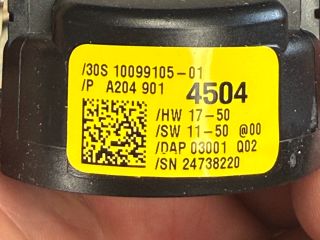 /30S 10099105-01
/P A204 901 4504
/HW 17-50
/SW 11-50 @00
/DAP 03001 Q02
/SN 24738220